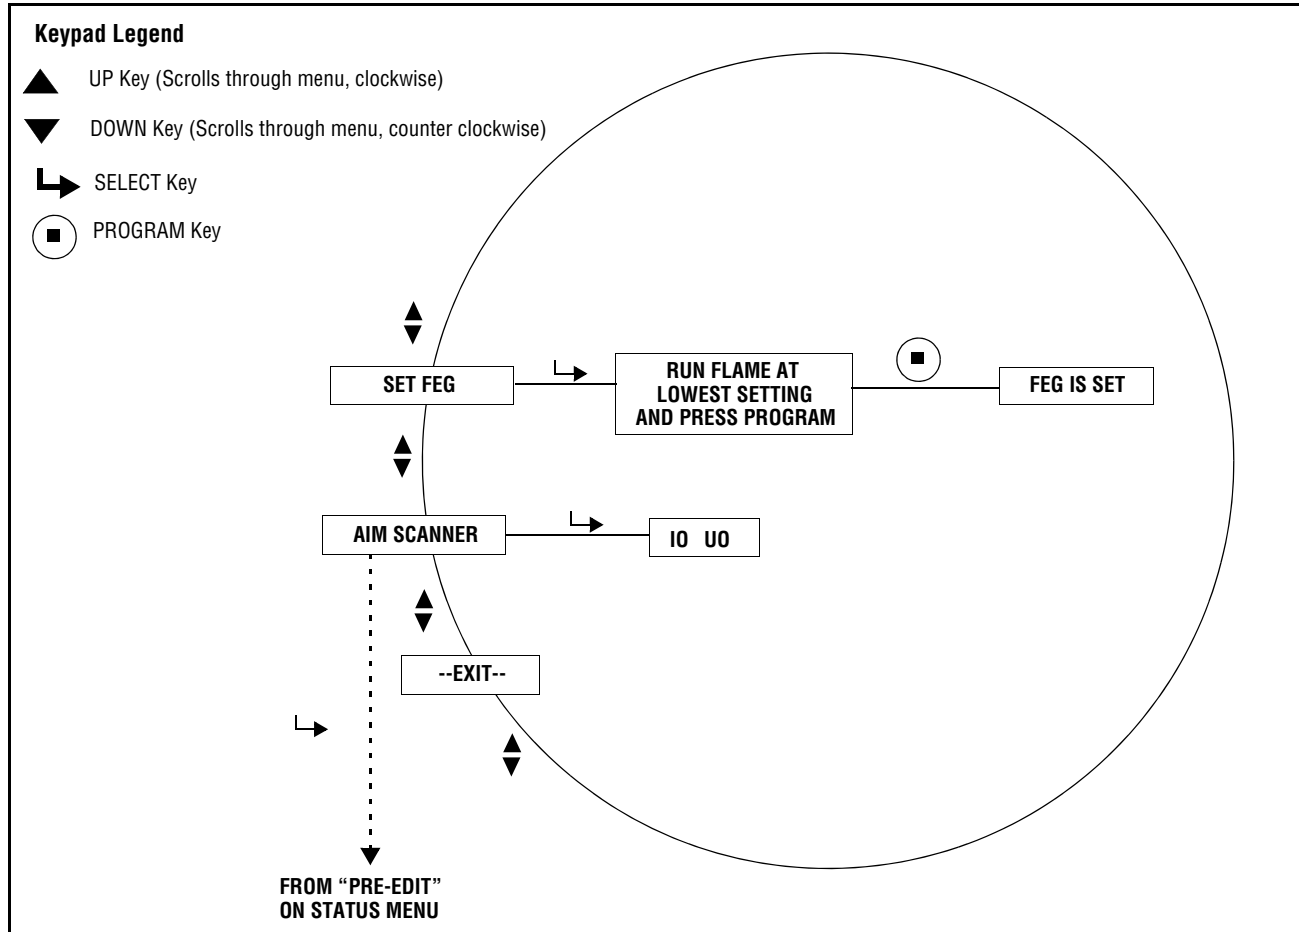 Keypad Legend
UP Key (Scrolls through menu, clockwise)
DOWN Key (Scrolls through menu, counter clockwise)
SELECT Key
PROGRAM Key
SET FEG
RUN FLAME AT
LOWEST SETTING
AND PRESS PROGRAM
FEG IS SET
AIM SCANNER
IO UO
--EXIT--
FROM “PRE-EDIT”
ON STATUS MENU